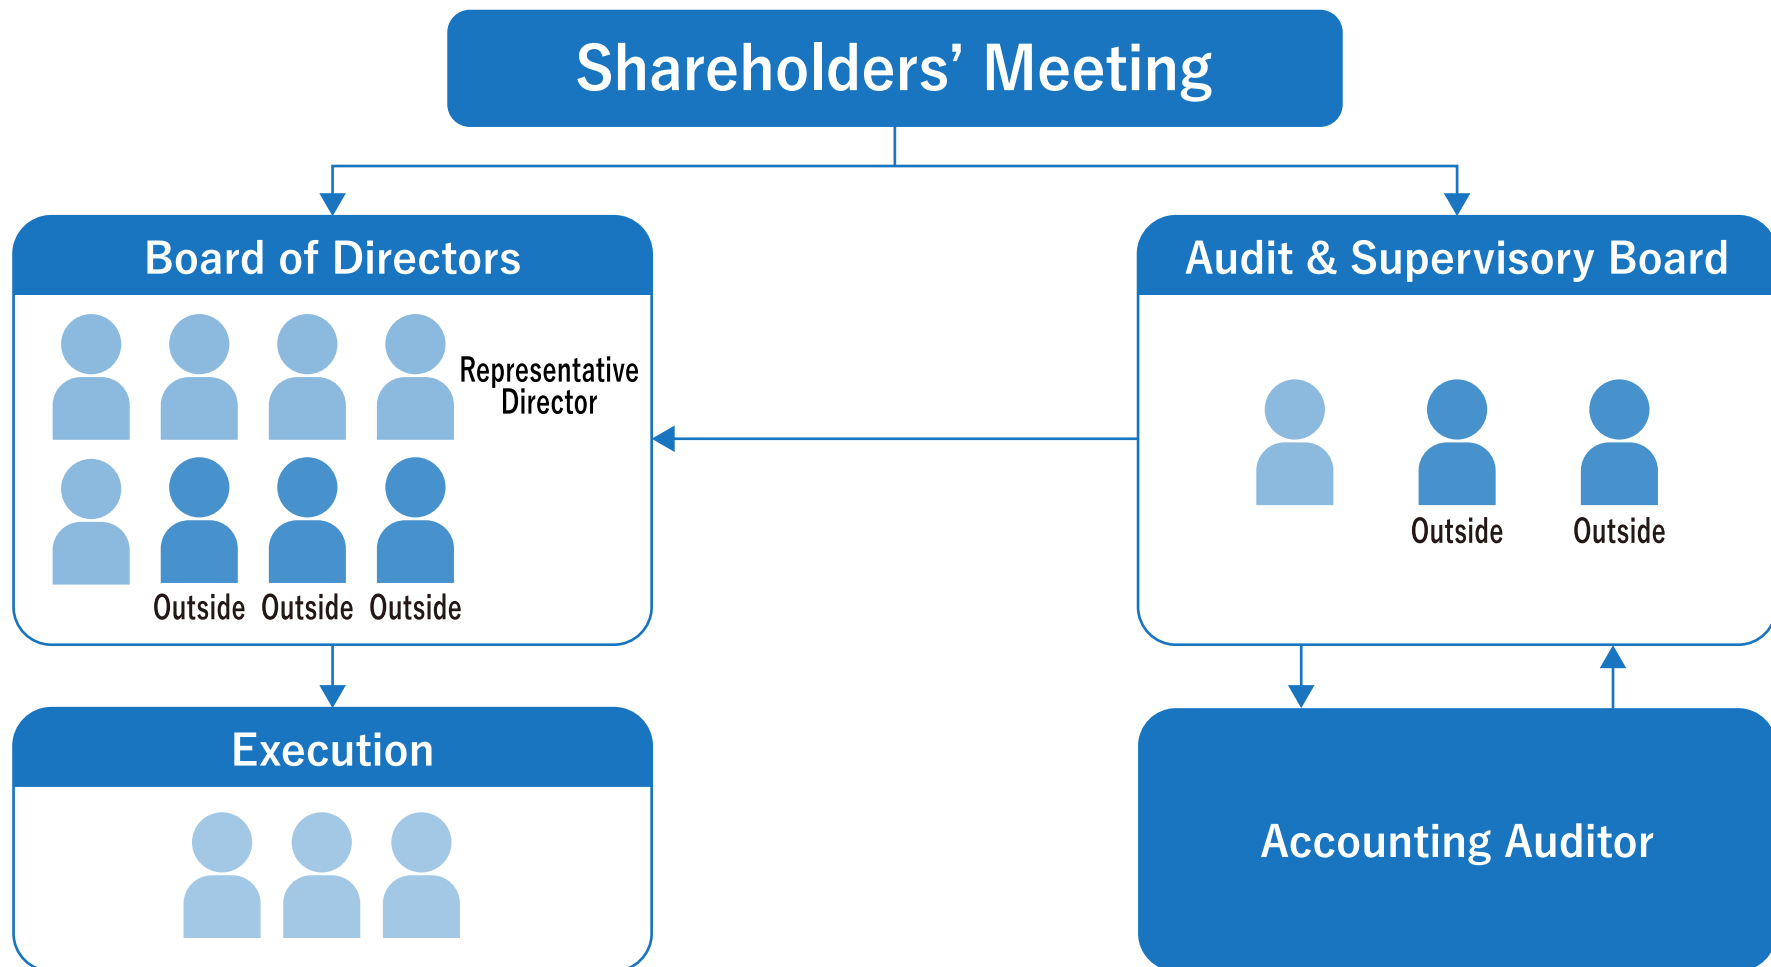 Shareholders’ Meeting
Board of Directors
Representative
Director
Outside
Outside
Outside
Audit & Supervisory Board
Outside
Outside
Execution
Accounting Auditor